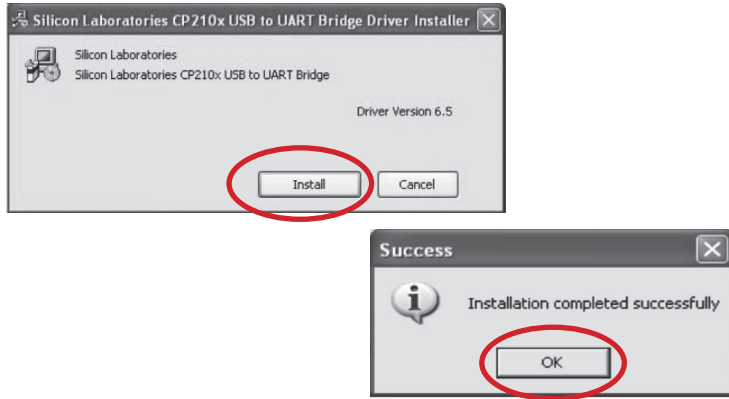 Silicon Laboratories CP210x USB to UART Bridge Driver Installer
Silicon Laboratories
Silicon Laboratories CP210x USB to UART Bridge
Driver Version 6.5
Install Cancel
Success
Installation completed successfully
OK